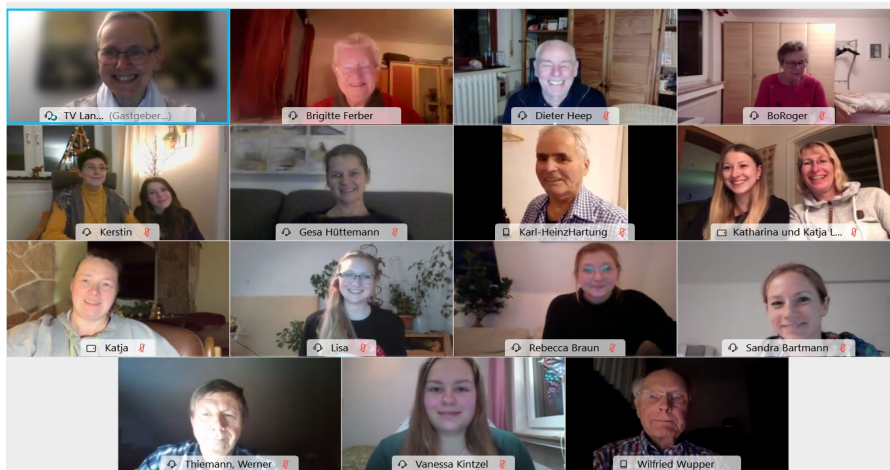 TV Lan... (Gastgeber...)
Brigitte Ferber
Dieter Heep
BoRoger
Kerstin
Gesa Hüttemann
Karl-HeinzHartung
Katharina und Katja L...
Katja
Lisa
Rebecca Braun
Sandra Bartmann
Thiemann, Werner
Vanessa Kintzel
Wilfried Wupper